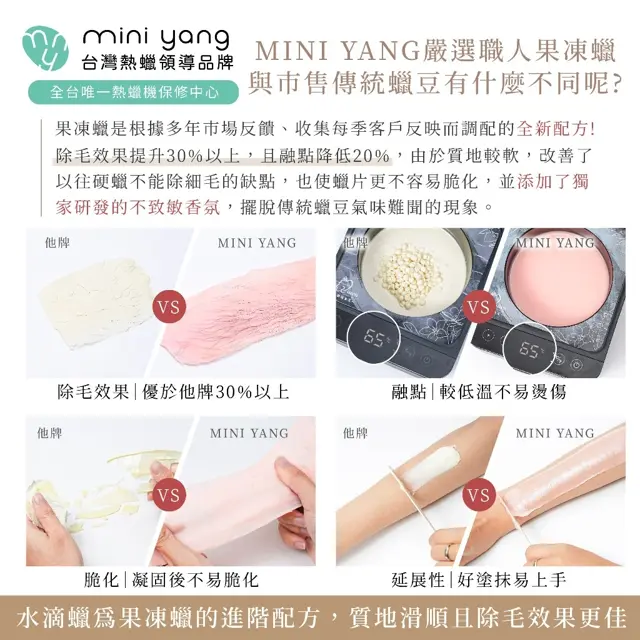 mini yang
台灣熱蠟領導品牌
全台唯一熱蠟機保修中心
MINI YANG嚴選職人果凍蠟
與市售傳統蠟豆有什麼不同呢?
果凍蠟是根據多年市場反饋、收集每季客戶反映而調配的全新配方!
除毛效果提升30%以上，且融點降低20%，由於質地較軟，改善了
以往硬蠟不能除細毛的缺點，也使蠟片更不容易脆化，並添加了獨
家研發的不致敏香氛，擺脫傳統蠟豆氣味難聞的現象。
他牌
VS
MINI YANG
除毛效果|優於他牌30%以上
他牌
VS
MINI YANG
65℃
65℃
融點|較低溫不易燙傷
他牌
VS
MINI YANG
脆化|凝固後不易脆化
他牌
VS
MINI YANG
延展性|好塗抹易上手
水滴蠟為果凍蠟的進階配方，質地滑順且除毛效果更佳